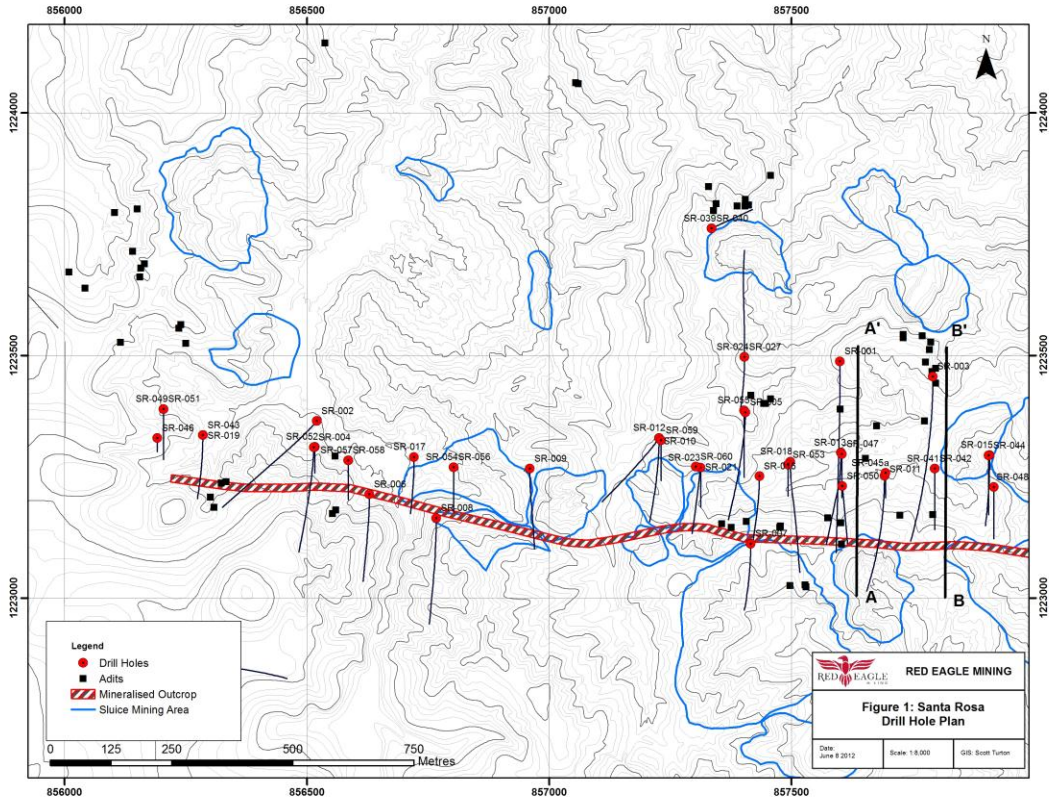 856000 856500 857000 857500
N
1224000 1224000
SR-039SR-040
A' B'
1223500 1223500
SR-024SR-027 SR-001
SR-003
SR-049SR-051
SR-002
SR-046
SR-043
SR-019
SR-052SR-004
SR-057SR-058
SR-017
SR-054SR-056
SR-009
SR-012 SR-059
SR-010
SR-023 SR-060
SR-021
SR-018 SR-053
SR-013 SR-047
SR-045a
SR-050
SR-011
SR-041 SR-042
SR-015SR-044
SR-048
SR-006
SR-008
SR-007
1223000 1223000
A B
Legend
Drill Holes
Adits
Mineralised Outcrop
Sluice Mining Area
0 125 250 500 750
Metres
RED EAGLE
RED EAGLE MINING
Figure 1: Santa Rosa
Drill Hole Plan
Date:
June 8 2012
Scale: 1:8,000
GIS: Scott Turton
856000 856500 857000 857500